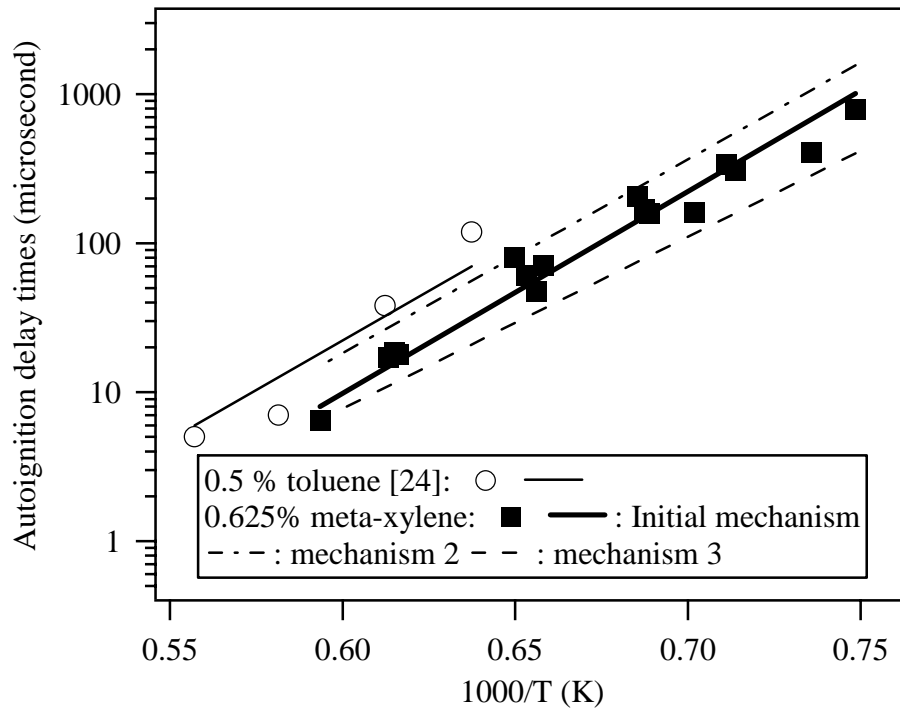 Autoignition delay times (microsecond)
1000
100
10
1
0.5 % toluene [24]:
0.625% meta-xylene: : Initial mechanism
: mechanism 2 : mechanism 3
0.55 0.60 0.65 0.70 0.75
1000/T (K)